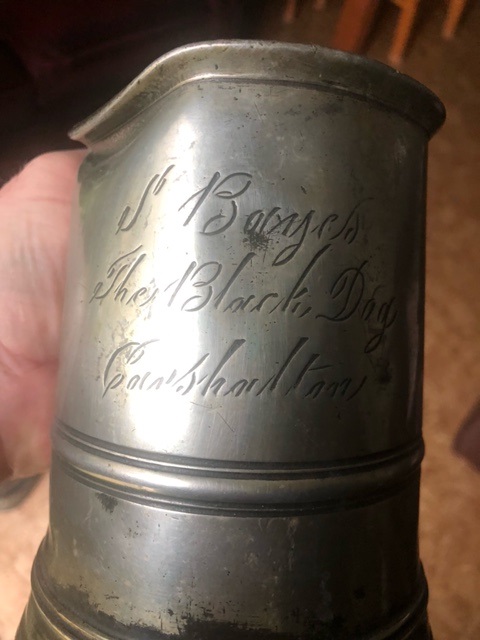 S Bayes
The Black Dog
Carshalton